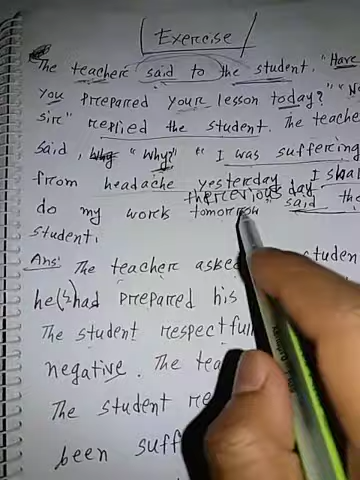 Exercise
The teacher said to the student. "Have
you prepared your lesson today?" "No
sir" replied the student. The teacher
said, "Why?" "I was suffering
from headache yesterday I shall
the previous day
do my work tomorrow" said the
student.
Ans: The teacher asked studen
he (2) had prepared his
The student respectful
negative. The tea
The student re
been suff